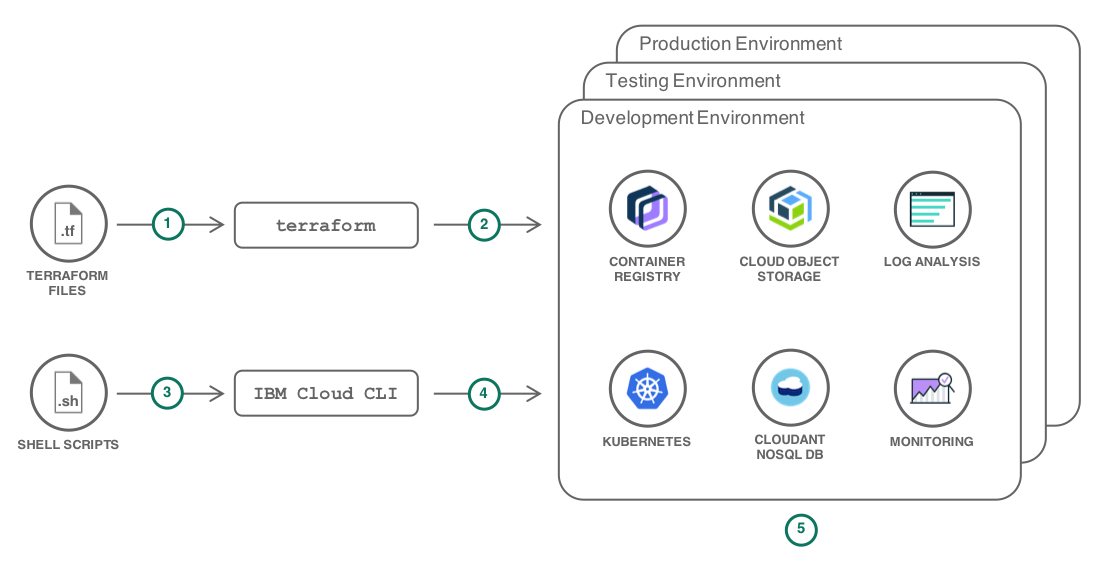 Production Environment
Testing Environment
Development Environment
.tf
1
terraform
2
TERRAFORM
FILES
CONTAINER
REGISTRY
CLOUD OBJECT
STORAGE
LOG ANALYSIS
.sh
3
IBM Cloud CLI
4
SHELL SCRIPTS
KUBERNETES
CLOUDANT
NOSQL DB
MONITORING
5